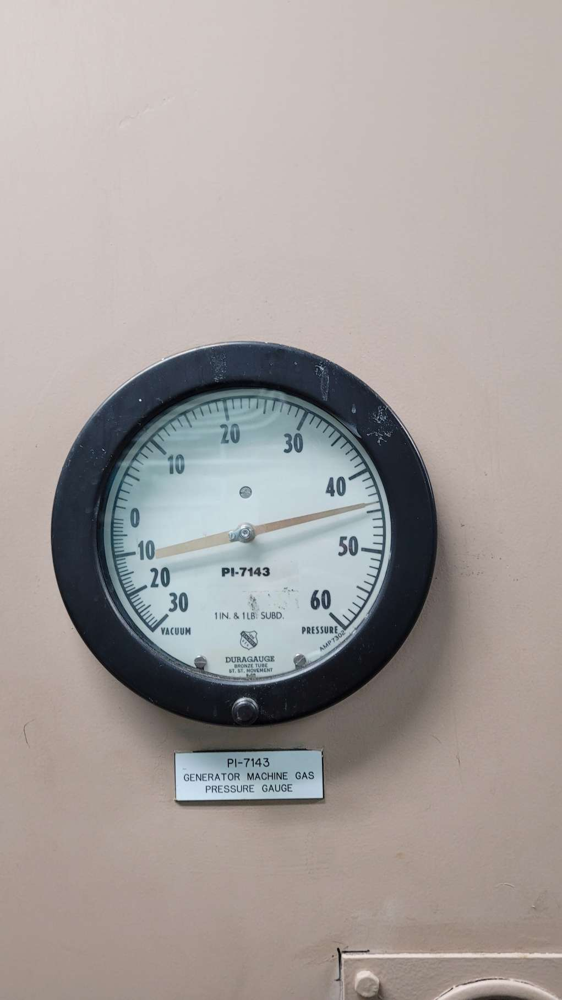 20
30
10
40
0
10
50
20
30
60
PI-7143
1 IN. & 1 LB. SUBD.
VACUUM
PRESSURE
AMP7302
DURAGAUGE
BRONZE TUBE
ST. ST. MOVEMENT
PI-7143
GENERATOR MACHINE GAS
PRESSURE GAUGE